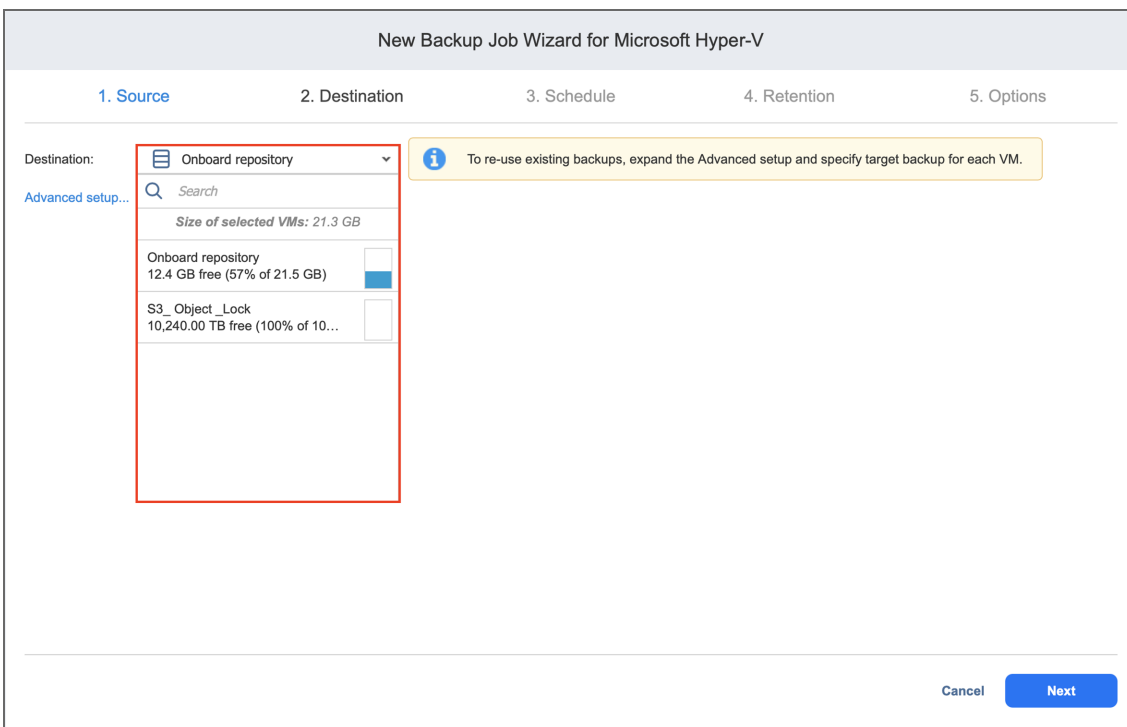 New Backup Job Wizard for Microsoft Hyper-V
1. Source
2. Destination
3. Schedule
4. Retention
5. Options
Destination:
Onboard repository
To re-use existing backups, expand the Advanced setup and specify target backup for each VM.
Advanced setup...
Search
Size of selected VMs: 21.3 GB
Onboard repository
12.4 GB free (57% of 21.5 GB)
S3_ Object _Lock
10,240.00 TB free (100% of 10...
Cancel
Next